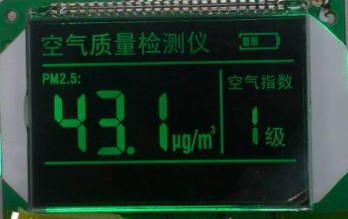 空气质量检测仪
PM2.5:
43.1 μg/m³
空气指数
1级